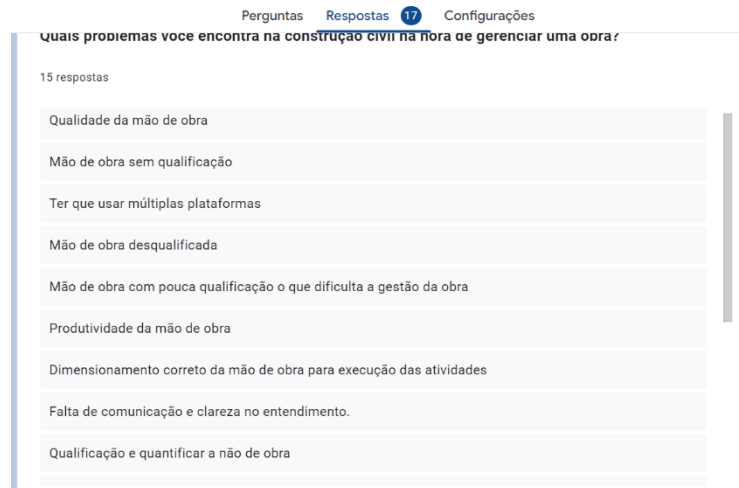 Perguntas Respostas 17 Configurações
Quais problemas você encontra na construção civil na hora de gerenciar uma obra?
15 respostas
Qualidade da mão de obra
Mão de obra sem qualificação
Ter que usar múltiplas plataformas
Mão de obra desqualificada
Mão de obra com pouca qualificação o que dificulta a gestão da obra
Produtividade da mão de obra
Dimensionamento correto da mão de obra para execução das atividades
Falta de comunicação e clareza no entendimento.
Qualificação e quantificar a não de obra